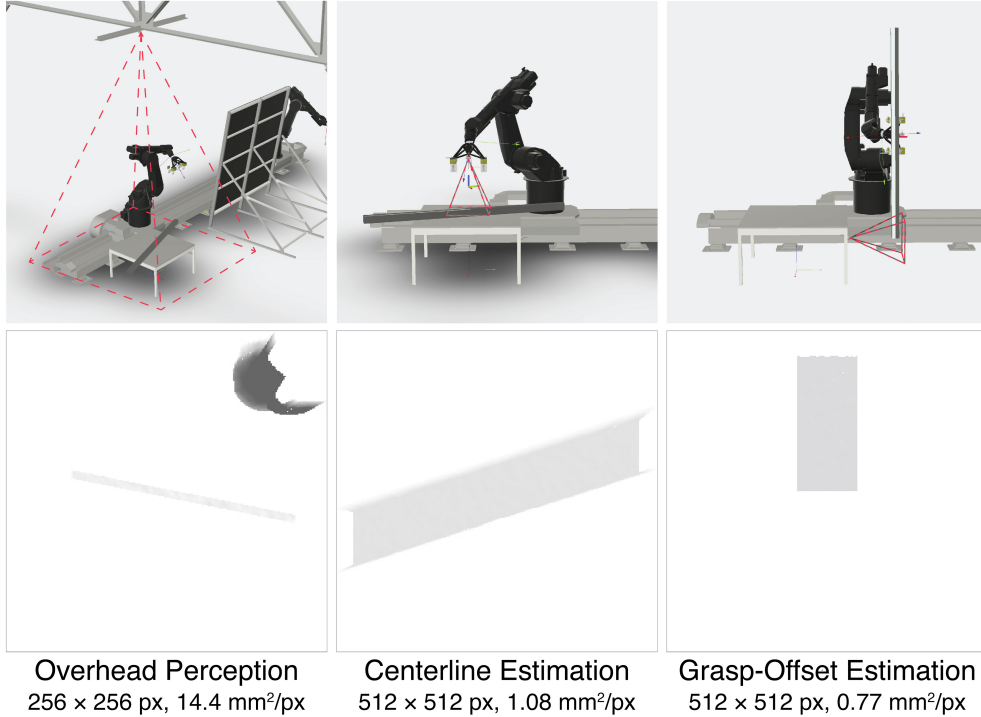 Overhead Perception
256 × 256 px, 14.4 mm²/px
Centerline Estimation
512 × 512 px, 1.08 mm²/px
Grasp-Offset Estimation
512 × 512 px, 0.77 mm²/px